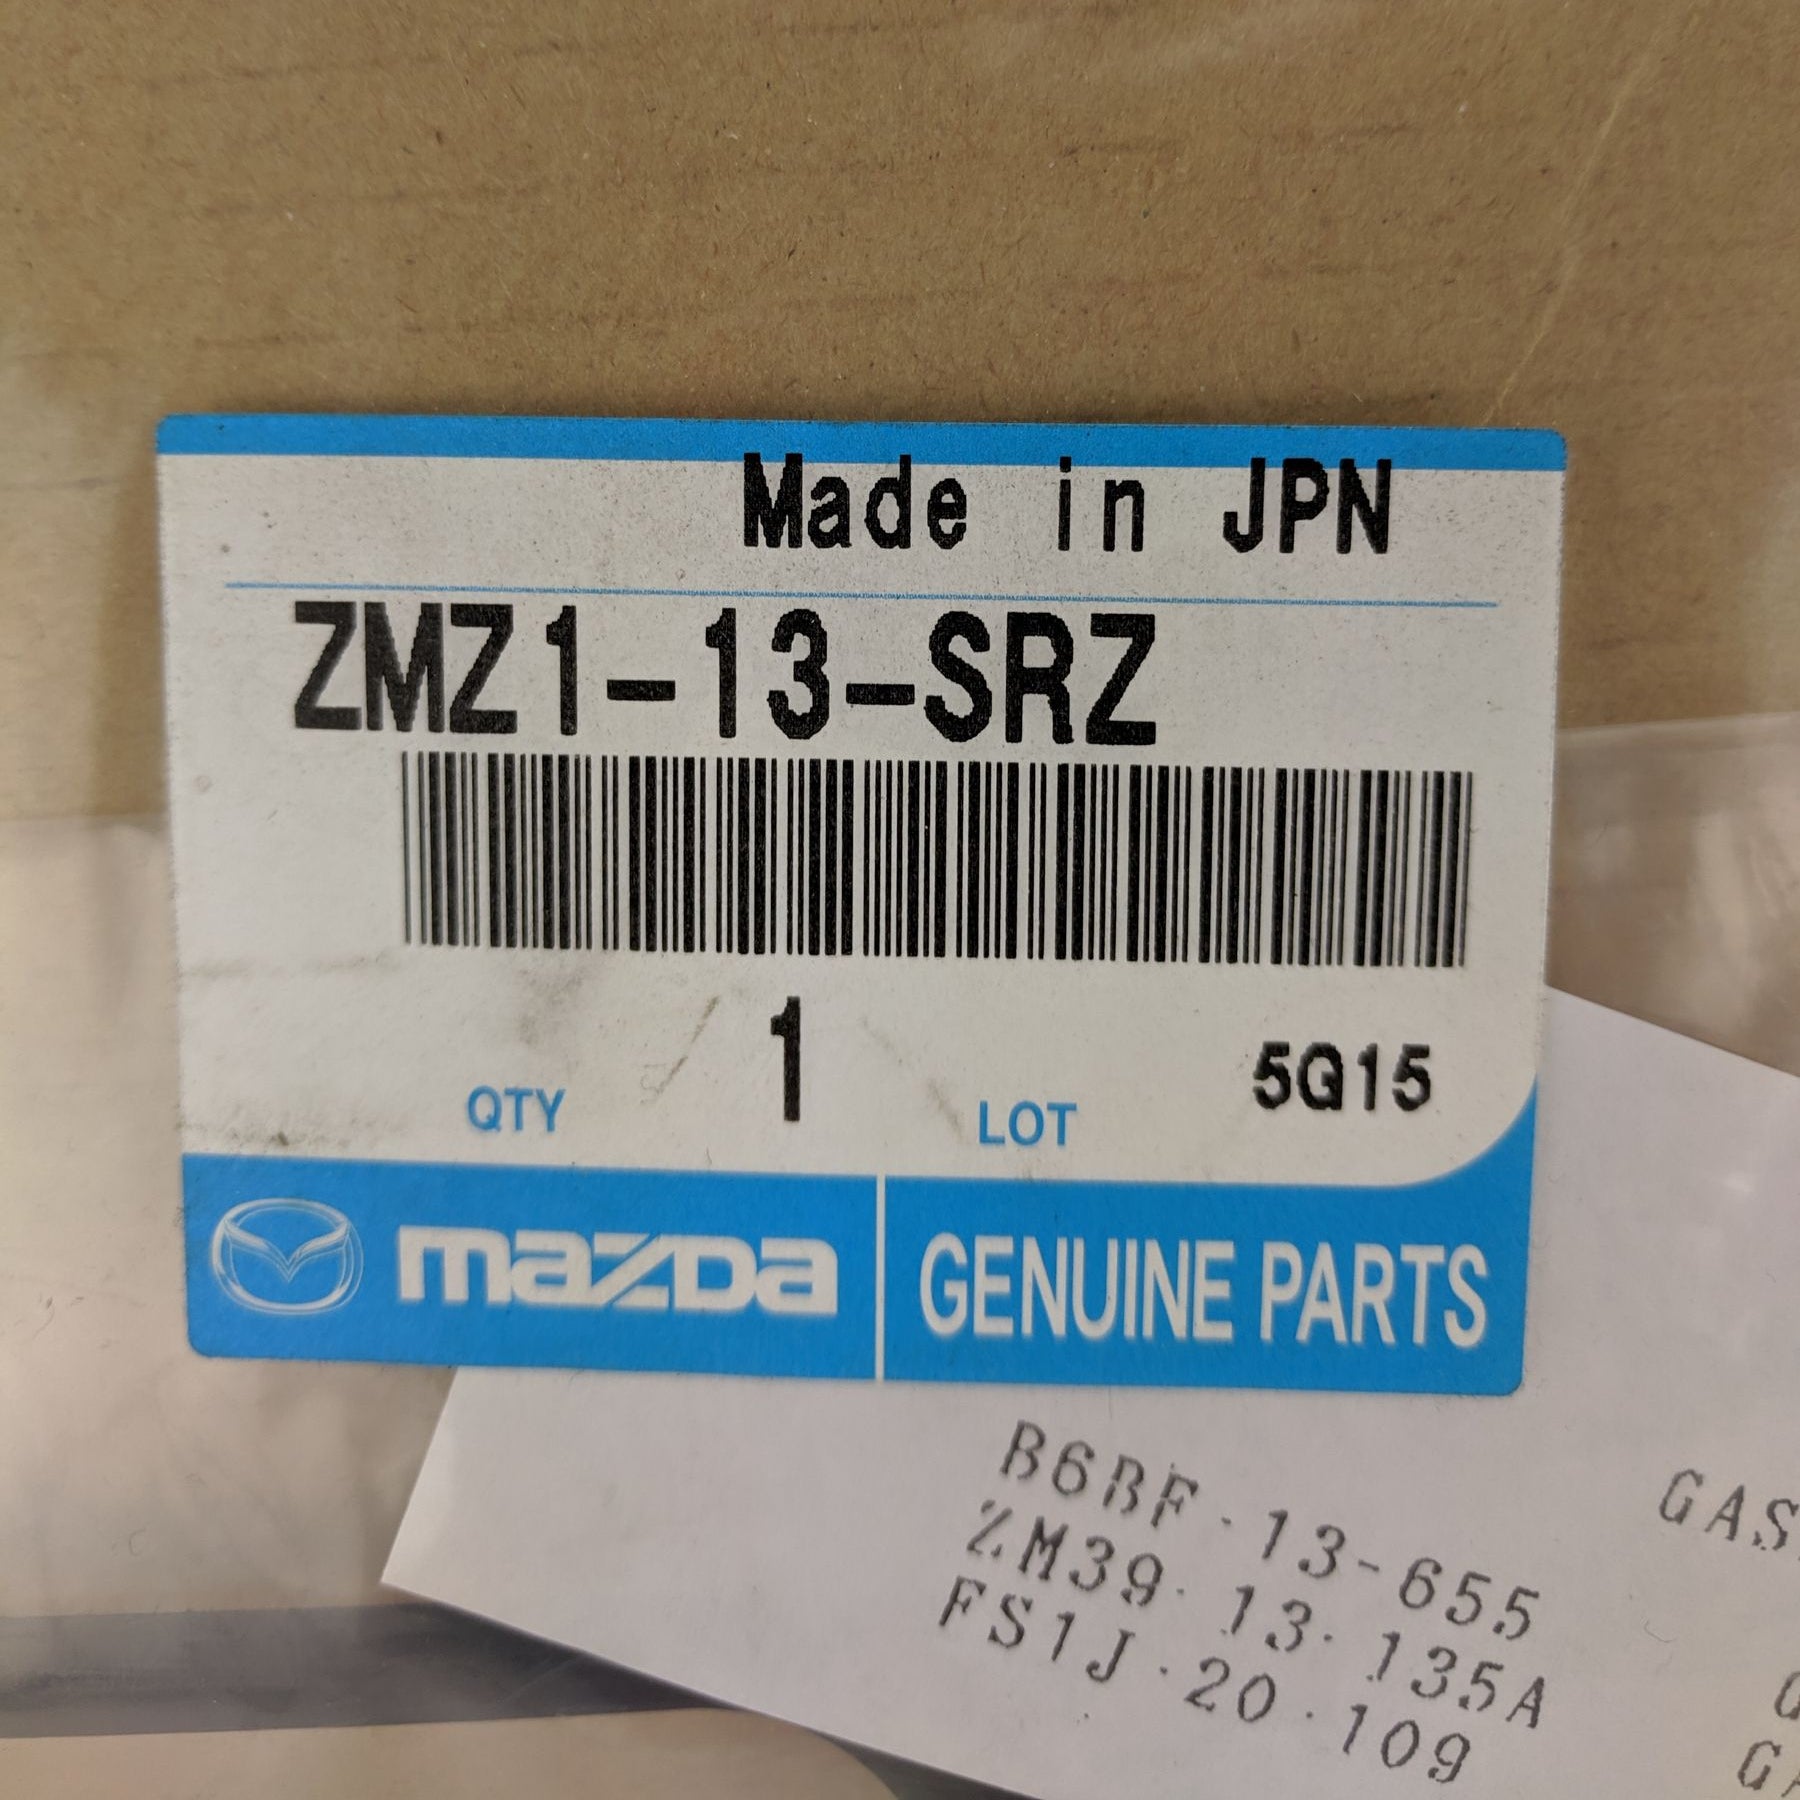 Made in JPN
ZMZ1-13-SRZ
QTY 1 LOT 5G15
mazda GENUINE PARTS
B6BF-13-655 GAS
ZM39-13-135A G
FS1J-20-109